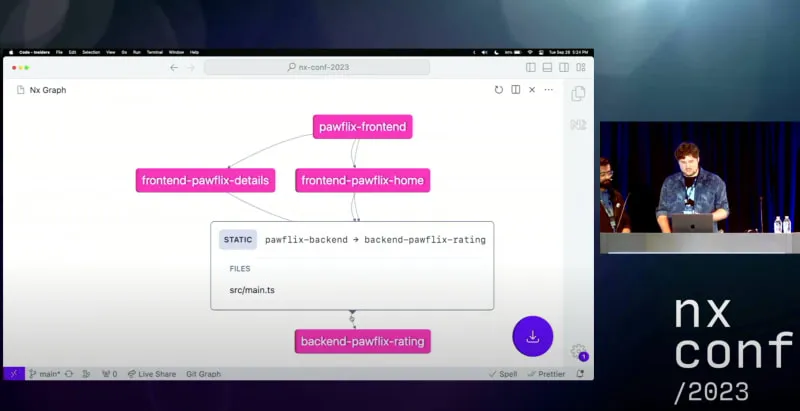 Code - Insiders File Edit Selection View Go Run Terminal Window Help
Tue Sep 26 5:24 PM
nx-conf-2023
Nx Graph
pawflix-frontend
frontend-pawflix-details
frontend-pawflix-home
STATIC pawflix-backend → backend-pawflix-rating
FILES
src/main.ts
backend-pawflix-rating
main* 0 Live Share Git Graph
Spell Prettier
1
nx
conf
/2023